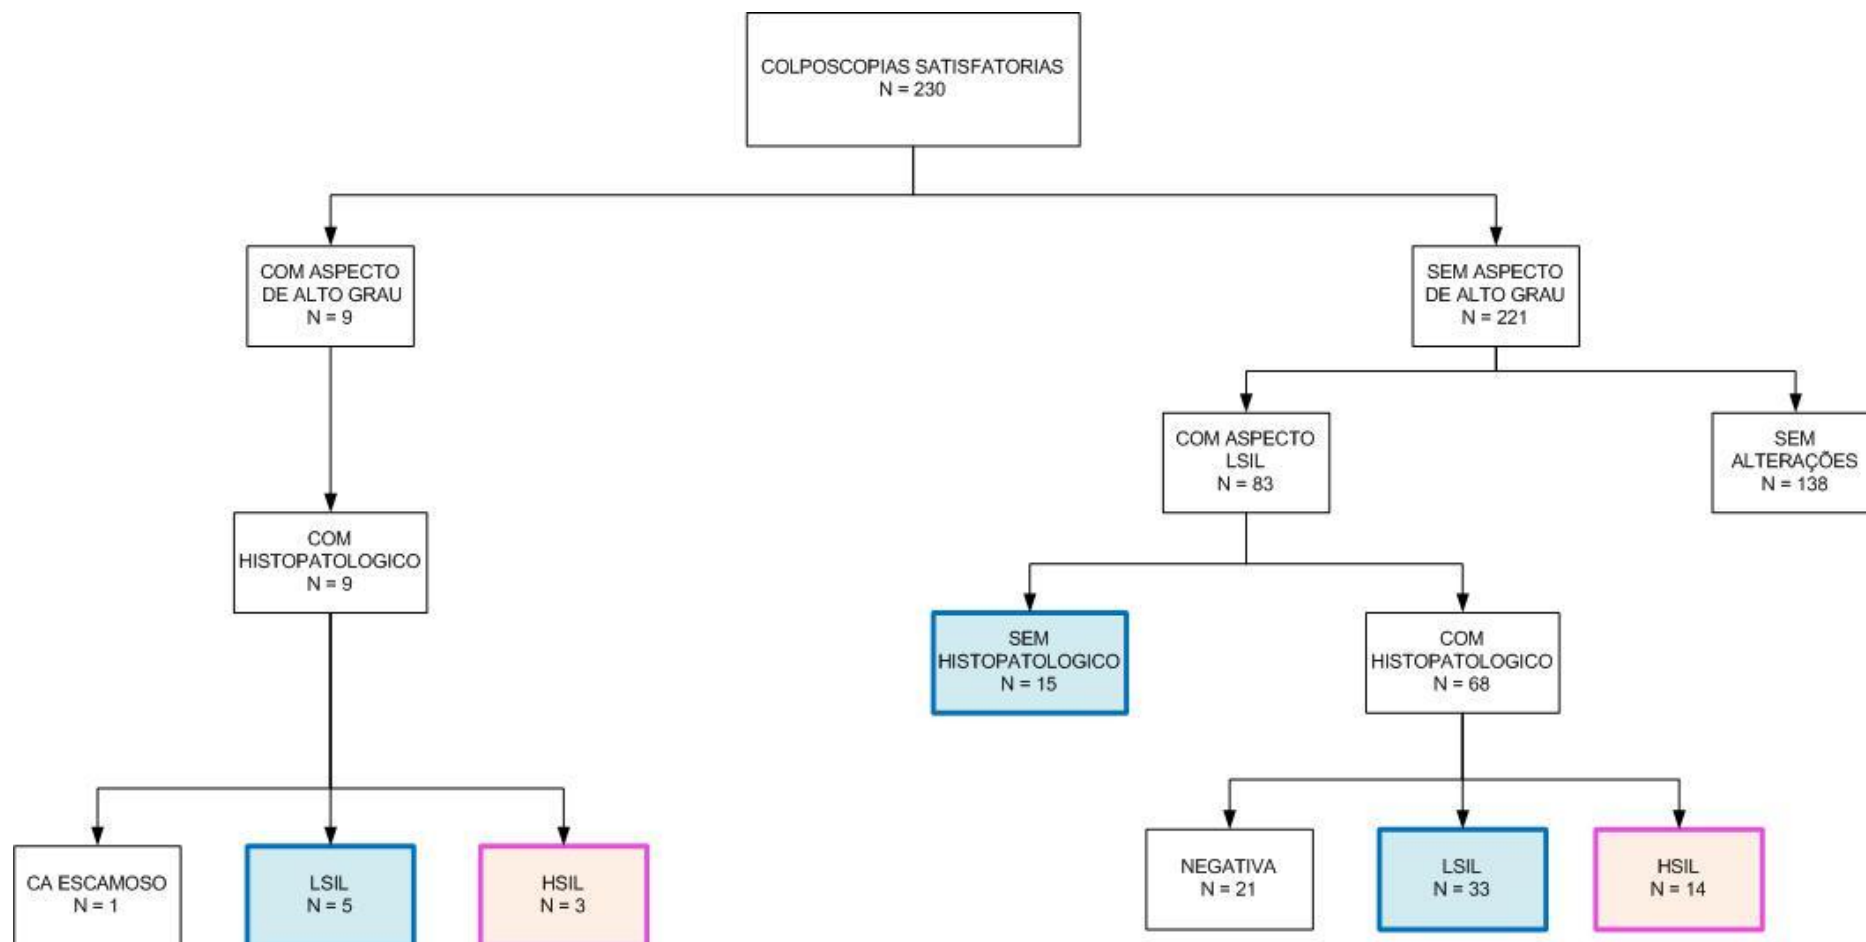 COLPOSCOPIAS SATISFATORIAS
N = 230
COM ASPECTO
DE ALTO GRAU
N = 9
SEM ASPECTO
DE ALTO GRAU
N = 221
COM ASPECTO
LSIL
N = 83
SEM
ALTERAÇÕES
N = 138
COM
HISTOPATOLOGICO
N = 9
SEM
HISTOPATOLOGICO
N = 15
COM
HISTOPATOLOGICO
N = 68
CA ESCAMOSO
N = 1
LSIL
N = 5
HSIL
N = 3
NEGATIVA
N = 21
LSIL
N = 33
HSIL
N = 14